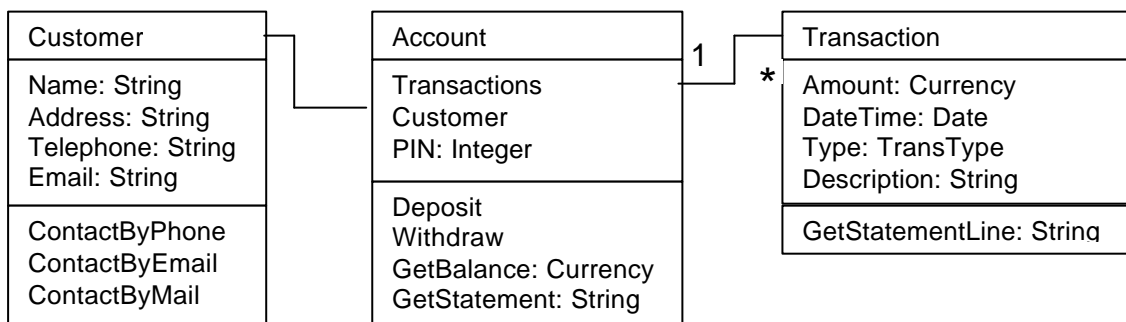 Customer
Name: String
Address: String
Telephone: String
Email: String
ContactByPhone
ContactByEmail
ContactByMail
Account
Transactions
Customer
PIN: Integer
Deposit
Withdraw
GetBalance: Currency
GetStatement: String
1
*
Transaction
Amount: Currency
DateTime: Date
Type: TransType
Description: String
GetStatementLine: String